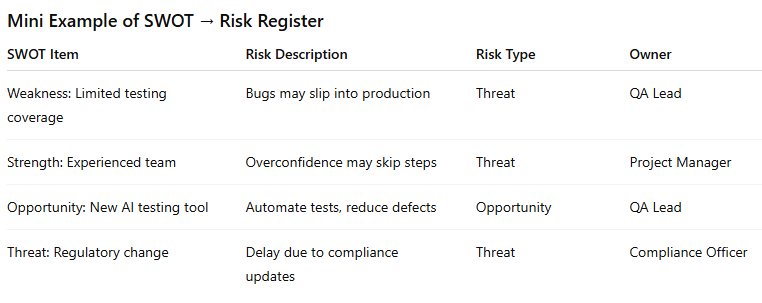 Mini Example of SWOT → Risk Register
SWOT Item Risk Description Risk Type Owner
Weakness: Limited testing coverage Bugs may slip into production Threat QA Lead
Strength: Experienced team Overconfidence may skip steps Threat Project Manager
Opportunity: New AI testing tool Automate tests, reduce defects Opportunity QA Lead
Threat: Regulatory change Delay due to compliance updates Threat Compliance Officer